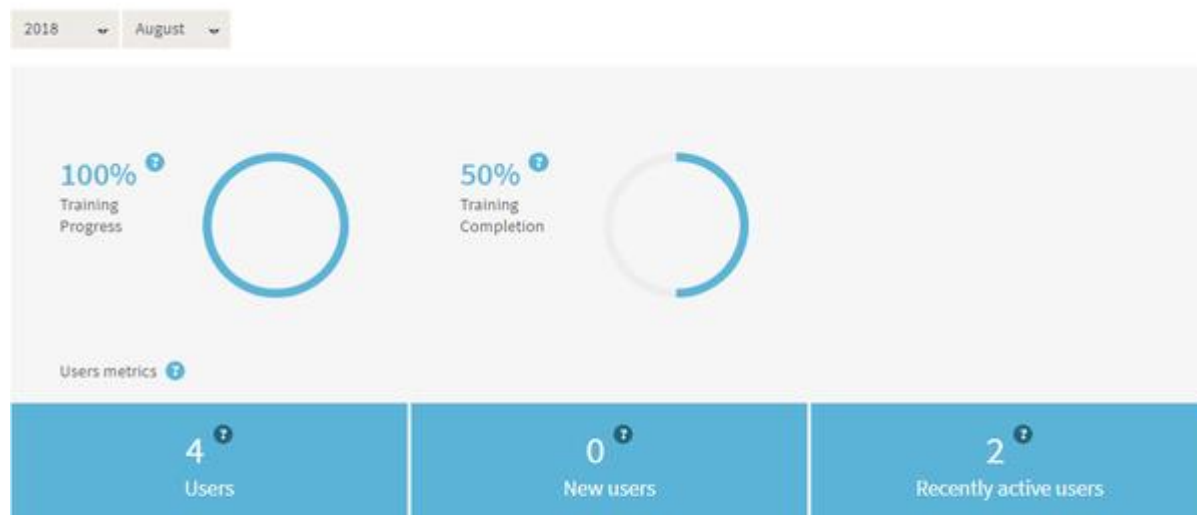 2018 August
100% ?
Training
Progress
50% ?
Training
Completion
Users metrics ?
4 ?
Users
0 ?
New users
2 ?
Recently active users